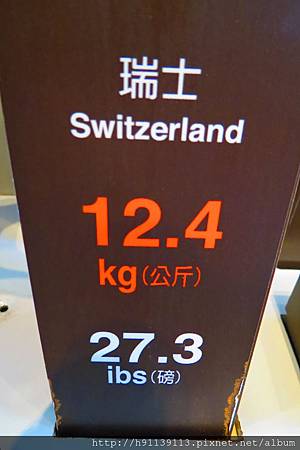 瑞士
Switzerland
12.4
kg(公斤)
27.3
ibs(磅)
http://h91139113.pixnet.net/album